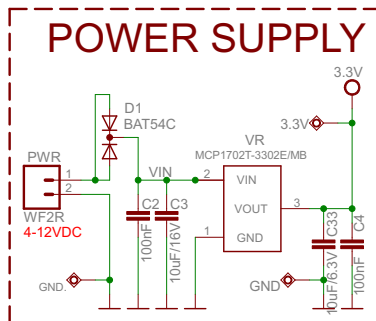 POWER SUPPLY
3.3V
D1
BAT54C
3.3V
VR
MCP1702T-3302E/MB
PWR
1
2
WF2R
4-12VDC
VIN
2
VIN
VOUT
3
1
GND
C2
100nF
C3
10uF/16V
C33
10uF/6.3V
C4
100nF
GND.
GND